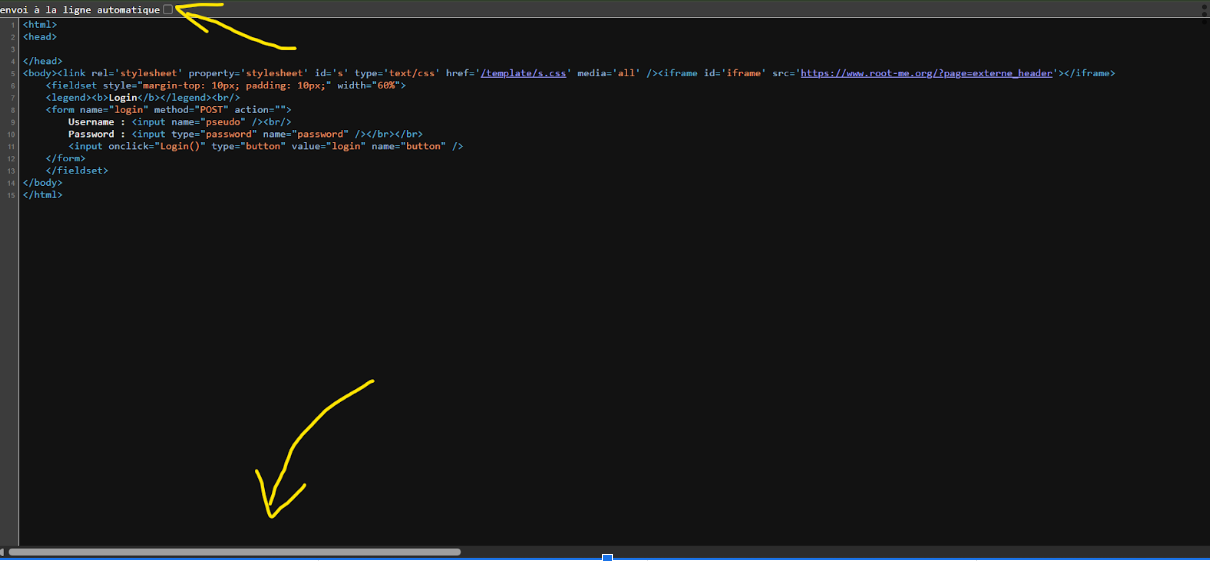 envoi à la ligne automatique
1 <html>
2 <head>
3
4 </head>
5 <body><link rel='stylesheet' property='stylesheet' id='s' type='text/css' href='/template/s.css' media='all' /><iframe id='iframe' src='https://www.root-me.org/?page=externe_header'></iframe>
6 <fieldset style="margin-top: 10px; padding: 10px;" width="60%">
7 <legend><b>Login</b></legend><br/>
8 <form name="login" method="POST" action="">
9 Username : <input name="pseudo" /><br/>
10 Password : <input type="password" name="password" /></br></br>
11 <input onclick="Login()" type="button" value="login" name="button" />
12 </form>
13 </fieldset>
14 </body>
15 </html>